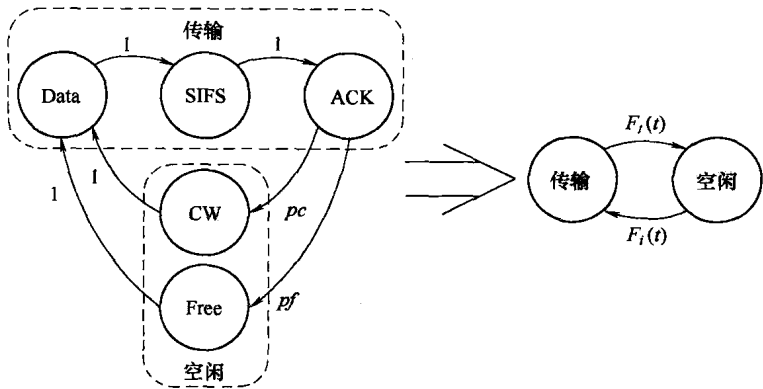 传输
1
1
Data
SIFS
ACK
F_t(t)
传输
空闲
F_i(t)
1
1
CW
pc
Free
pf
空闲